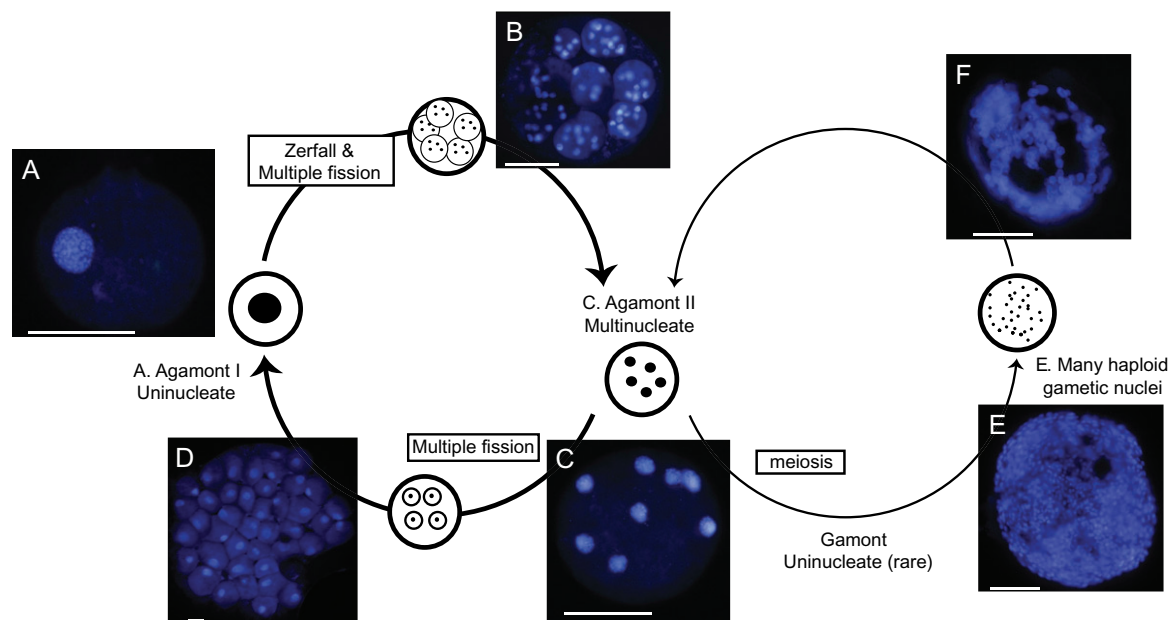 B
F
Zerfall &
Multiple fission
A
C. Agamont II
Multinucleate
A. Agamont I
Uninucleate
E. Many haploid
gametic nuclei
Multiple fission
D
C
meiosis
E
Gamont
Uninucleate (rare)